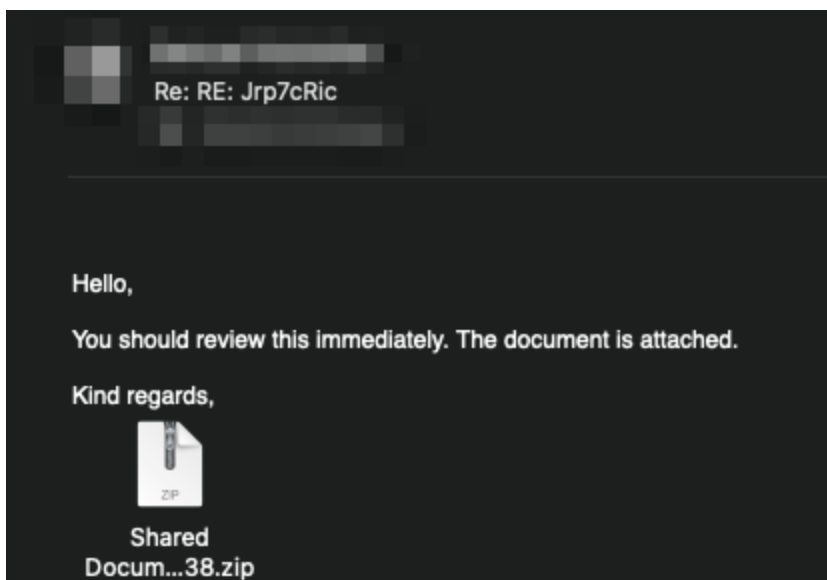 Re: RE: Jrp7cRic
Hello,
You should review this immediately. The document is attached.
Kind regards,
ZIP
Shared
Docum...38.zip